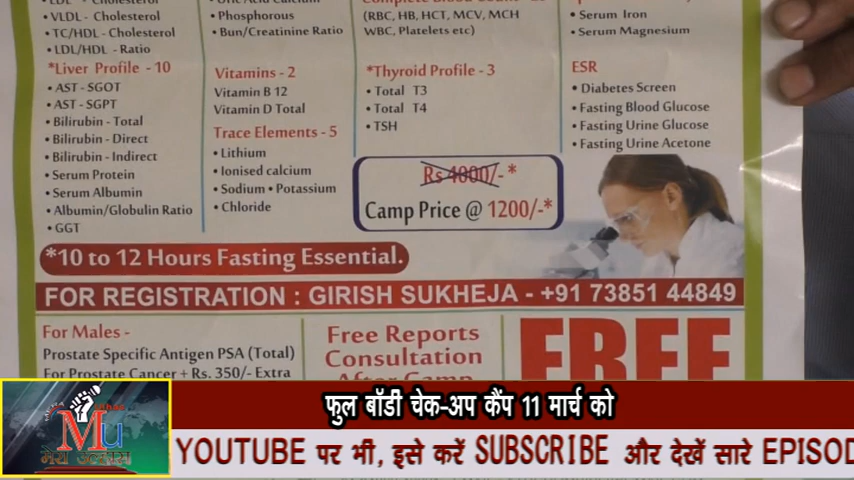 • VLDL - Cholesterol
• TC/HDL - Cholesterol
• LDL/HDL - Ratio
*Liver Profile - 10
• AST - SGOT
• AST - SGPT
• Bilirubin - Total
• Bilirubin - Direct
• Bilirubin - Indirect
• Serum Protein
• Serum Albumin
• Albumin/Globulin Ratio
• GGT
• Phosphorous
• Bun/Creatinine Ratio
Vitamins - 2
Vitamin B 12
Vitamin D Total
Trace Elements - 5
• Lithium
• Ionised calcium
• Sodium • Potassium
• Chloride
(RBC, HB, HCT, MCV, MCH
WBC, Platelets etc)
*Thyroid Profile - 3
• Total T3
• Total T4
• TSH
• Serum Iron
• Serum Magnesium
ESR
• Diabetes Screen
• Fasting Blood Glucose
• Fasting Urine Glucose
• Fasting Urine Acetone
Rs 4000/-*
Camp Price @ 1200/-*
*10 to 12 Hours Fasting Essential.
FOR REGISTRATION : GIRISH SUKHEJA - +91 73851 44849
For Males -
Prostate Specific Antigen PSA (Total)
For Prostate Cancer + Rs. 350/- Extra
Free Reports
Consultation
After Camp
FREE
फुल बॉडी चेक-अप कैंप 11 मार्च को
Mu
मेरा उल्हास
YOUTUBE पर भी, इसे करें SUBSCRIBE और देखें सारे EPISOD